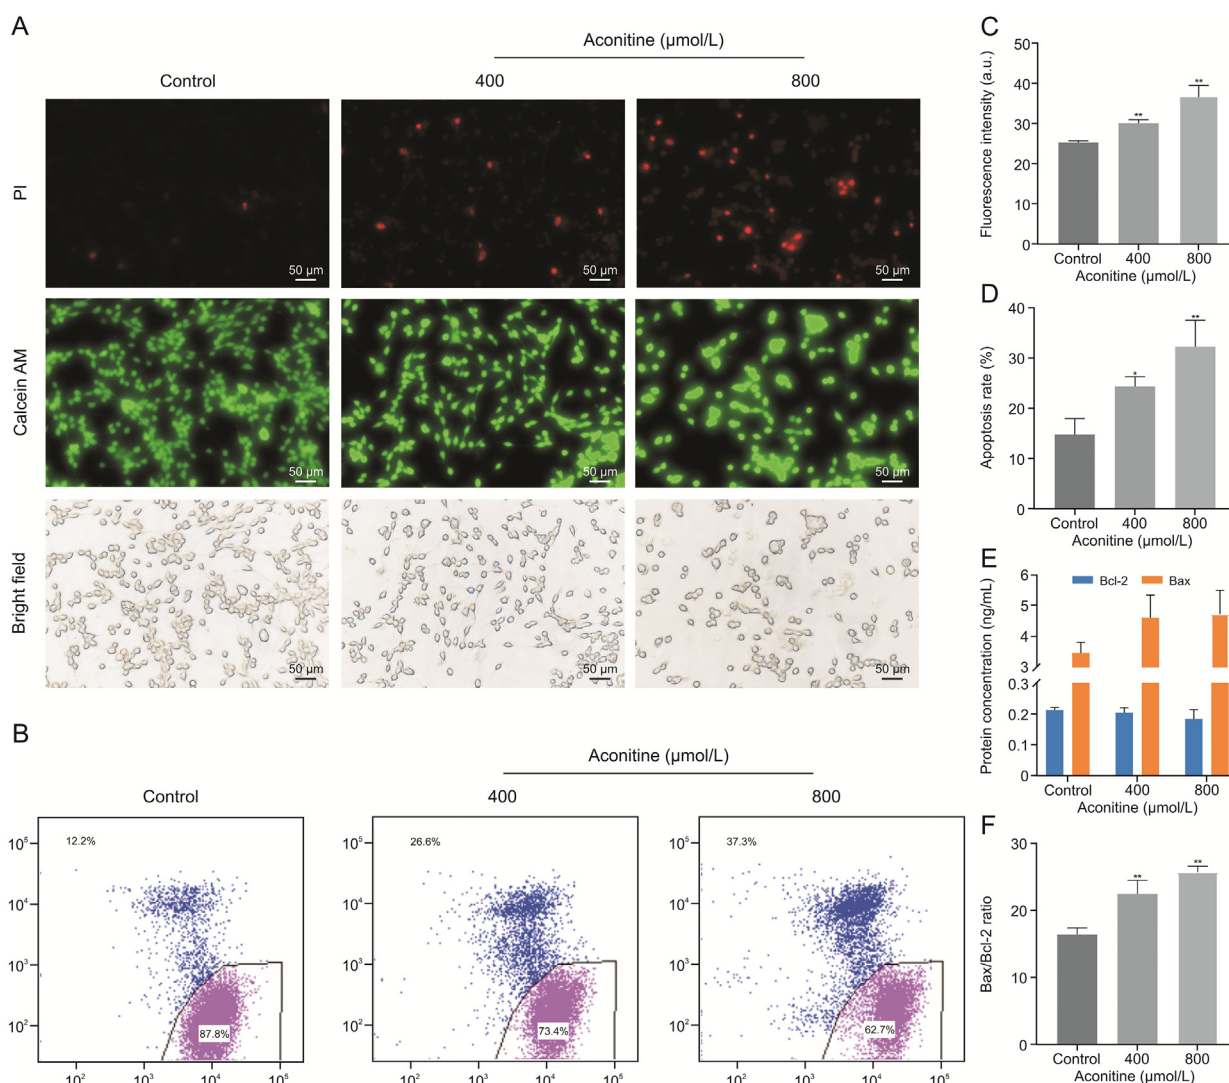 A
Aconitine (µmol/L)
Control
400
800
PI
50 µm
50 µm
50 µm
Calcein AM
50 µm
50 µm
50 µm
Bright field
50 µm
50 µm
50 µm
B
Aconitine (µmol/L)
Control
400
800
10⁵
10⁴
10³
10²
12.2%
87.8%
10²
10³
10⁴
10⁵
10⁵
10⁴
10³
10²
26.6%
73.4%
10²
10³
10⁴
10⁵
10⁵
10⁴
10³
10²
37.3%
62.7%
10²
10³
10⁴
10⁵
C
Fluorescence intensity (a.u.)
50
40
30
20
10
0
**
**
Control
400
800
Aconitine (µmol/L)
D
Apoptosis rate (%)
40
30
20
10
0
*
**
Control
400
800
Aconitine (µmol/L)
E
Bcl-2
Bax
Protein concentration (ng/mL)
6
5
4
3
0.3
0.2
0.1
0
Control
400
800
Aconitine (µmol/L)
F
Bax/Bcl-2 ratio
30
20
10
0
**
**
Control
400
800
Aconitine (µmol/L)